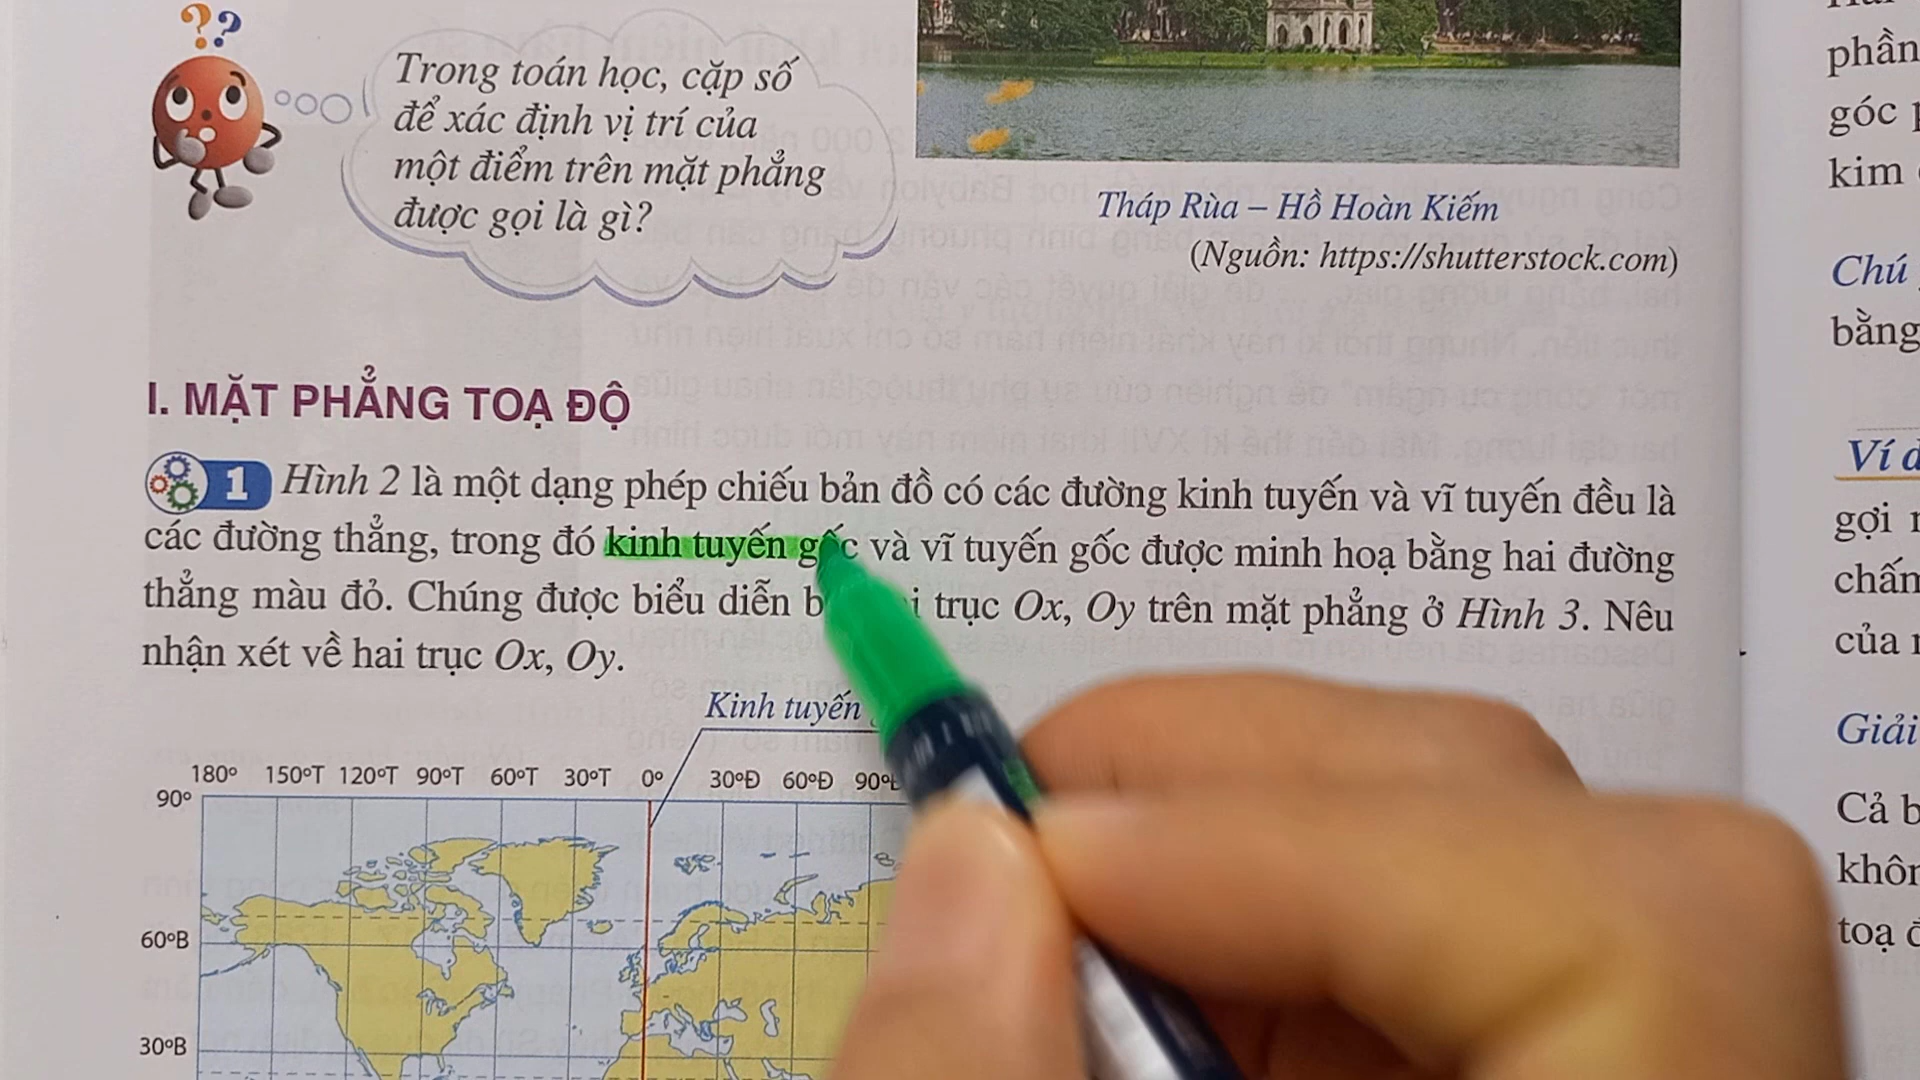 ??
Trong toán học, cặp số
để xác định vị trí của
một điểm trên mặt phẳng
được gọi là gì?
Tháp Rùa – Hồ Hoàn Kiếm
(Nguồn: https://shutterstock.com)
I. MẶT PHẲNG TOẠ ĐỘ
1 Hình 2 là một dạng phép chiếu bản đồ có các đường kinh tuyến và vĩ tuyến đều là
các đường thẳng, trong đó kinh tuyến gốc và vĩ tuyến gốc được minh hoạ bằng hai đường
thẳng màu đỏ. Chúng được biểu diễn trục Ox, Oy trên mặt phẳng ở Hình 3. Nêu
nhận xét về hai trục Ox, Oy.
Kinh tuyến
180° 150°T 120°T 90°T 60°T 30°T 0° 30°Đ 60°Đ 90°Đ
90°
60°B
30°B
phần
góc
kim
Chú
bằng
Ví
gợi
chấm
của
Giải
Cả
toạ